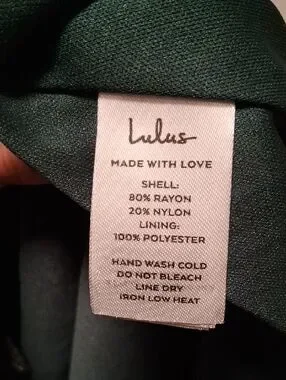 Lulus
MADE WITH LOVE
SHELL:
80% RAYON
20% NYLON
LINING:
100% POLYESTER
HAND WASH COLD
DO NOT BLEACH
LINE DRY
IRON LOW HEAT